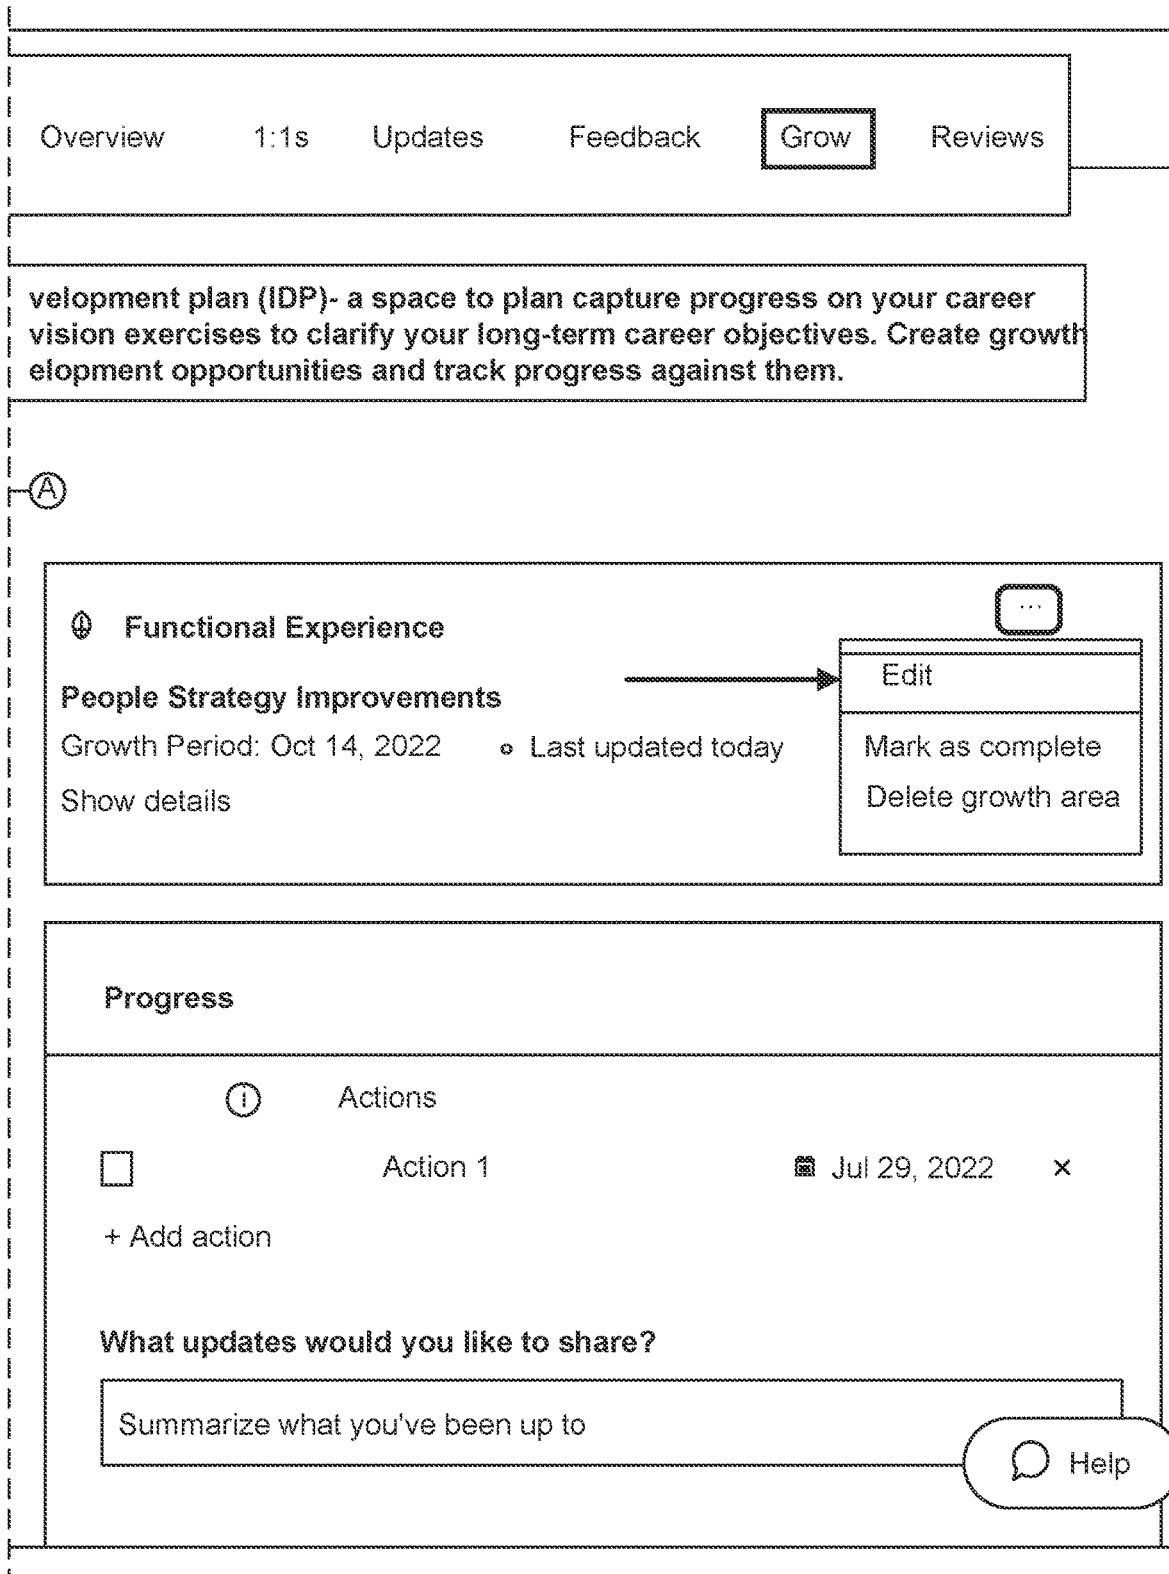 Overview 1:1s Updates Feedback Grow Reviews
velopment plan (IDP)- a space to plan capture progress on your career
vision exercises to clarify your long-term career objectives. Create growth
elopment opportunities and track progress against them.
A
...
Functional Experience
Edit
People Strategy Improvements
Growth Period: Oct 14, 2022 Last updated today
Mark as complete
Show details
Delete growth area
Progress
i Actions
Action 1 Jul 29, 2022 ×
+ Add action
What updates would you like to share?
Summarize what you've been up to
Help